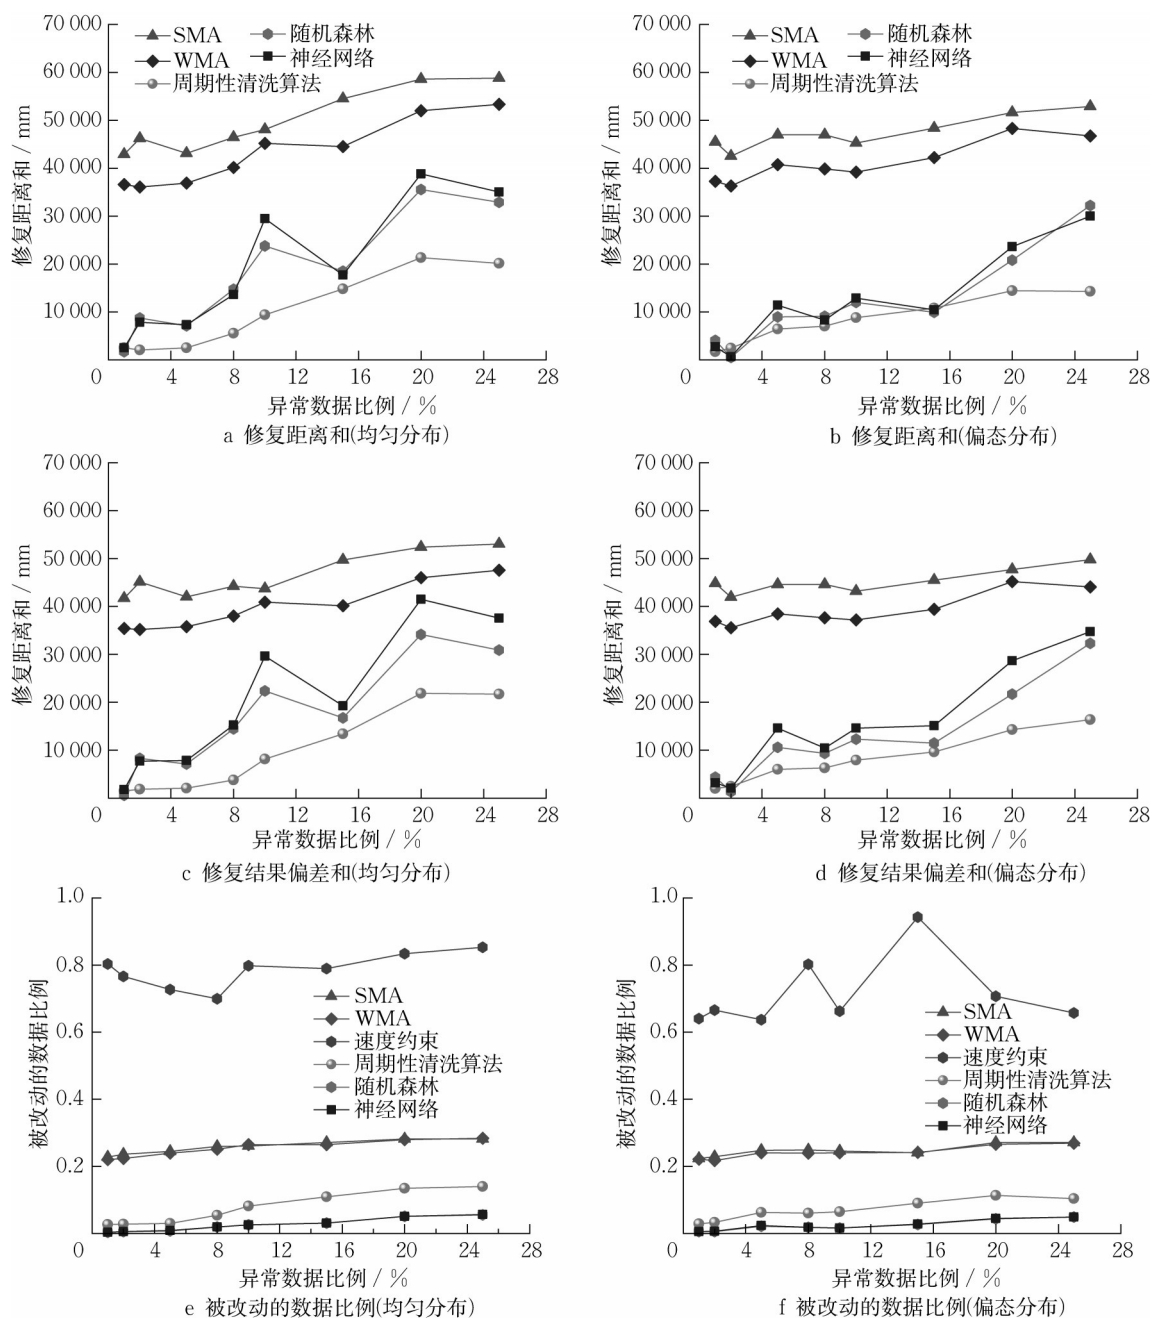 70 000
60 000
50 000
40 000
30 000
20 000
10 000
修复距离和 / mm
SMA
随机森林
WMA
神经网络
周期性清洗算法
0 4 8 12 16 20 24 28
异常数据比例 / %
a 修复距离和(均匀分布)
70 000
60 000
50 000
40 000
30 000
20 000
10 000
修复距离和 / mm
SMA
随机森林
WMA
神经网络
周期性清洗算法
0 4 8 12 16 20 24 28
异常数据比例 / %
b 修复距离和(偏态分布)
70 000
60 000
50 000
40 000
30 000
20 000
10 000
修复距离和 / mm
0 4 8 12 16 20 24 28
异常数据比例 / %
c 修复结果偏差和(均匀分布)
70 000
60 000
50 000
40 000
30 000
20 000
10 000
修复距离和 / mm
0 4 8 12 16 20 24 28
异常数据比例 / %
d 修复结果偏差和(偏态分布)
1.0
0.8
0.6
0.4
0.2
被改动的数据比例
SMA
WMA
速度约束
周期性清洗算法
随机森林
神经网络
0 4 8 12 16 20 24 28
异常数据比例 / %
e 被改动的数据比例(均匀分布)
1.0
0.8
0.6
0.4
0.2
被改动的数据比例
SMA
WMA
速度约束
周期性清洗算法
随机森林
神经网络
0 4 8 12 16 20 24 28
异常数据比例 / %
f 被改动的数据比例(偏态分布)